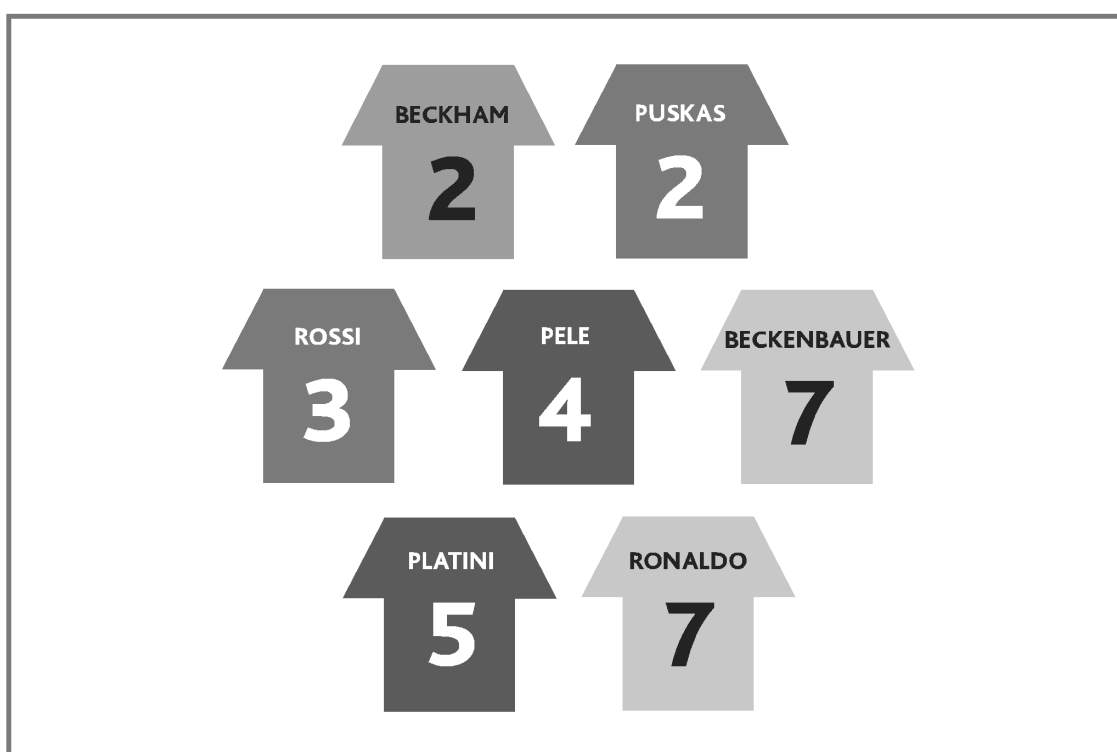 BECKHAM
2
PUSKAS
2
ROSSI
3
PELE
4
BECKENBAUER
7
PLATINI
5
RONALDO
7